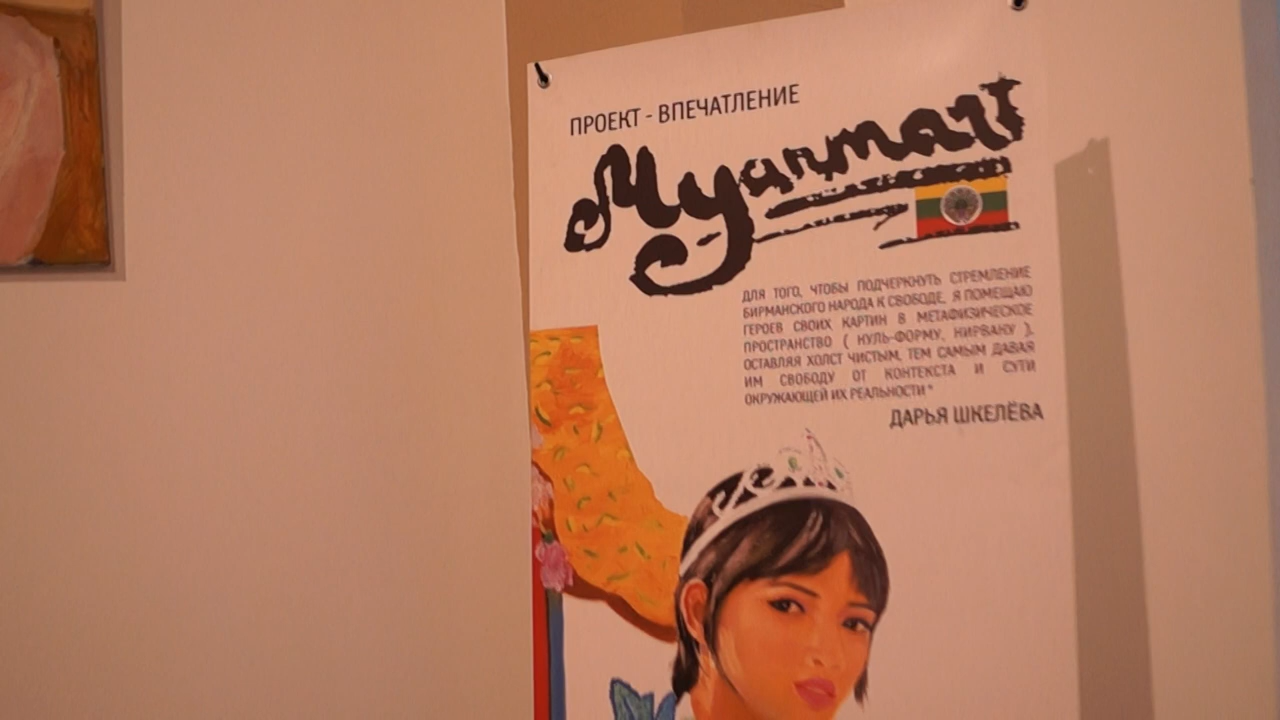 ПРОЕКТ - ВПЕЧАТЛЕНИЕ
Myanmart
ДЛЯ ТОГО, ЧТОБЫ ПОДЧЕРКНУТЬ СТРЕМЛЕНИЕ
БИРМАНСКОГО НАРОДА К СВОБОДЕ, Я ПОМЕЩАЮ
ГЕРОЕВ СВОИХ КАРТИН В МЕТАФИЗИЧЕСКОЕ
ПРОСТРАНСТВО ( НУЛЬ-ФОРМУ, НИРВАНУ ),
ОСТАВЛЯЯ ХОЛСТ ЧИСТЫМ, ТЕМ САМЫМ ДАВАЯ
ИМ СВОБОДУ ОТ КОНТЕКСТА И СУТИ
ОКРУЖАЮЩЕЙ ИХ РЕАЛЬНОСТИ"
ДАРЬЯ ШКЕЛЁВА